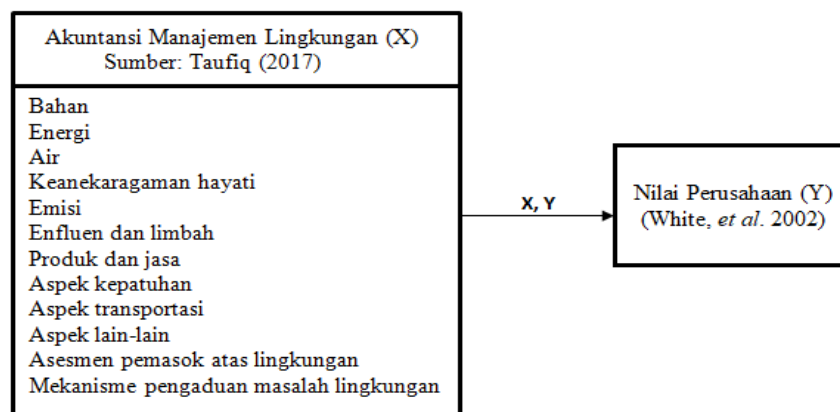 Akuntansi Manajemen Lingkungan (X)
Sumber: Taufiq (2017)
Bahan
Energi
Air
Keanekaragaman hayati
Emisi
Enfluen dan limbah
Produk dan jasa
Aspek kepatuhan
Aspek transportasi
Aspek lain-lain
Asesmen pemasok atas lingkungan
Mekanisme pengaduan masalah lingkungan
X, Y
Nilai Perusahaan (Y)
(White, et al. 2002)